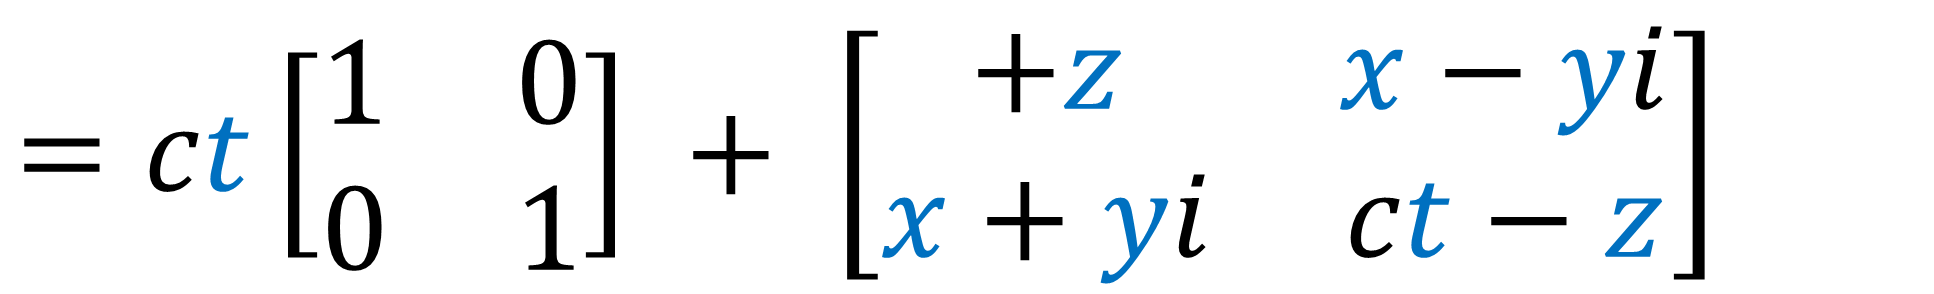 = ct [1 0; 0 1] + [+z x − yi; x + yi ct − z]